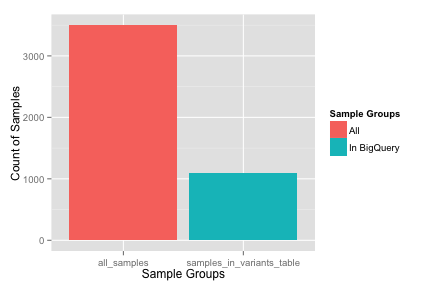 Count of Samples
3000
2000
1000
0
all_samples
samples_in_variants_table
Sample Groups
Sample Groups
All
In BigQuery